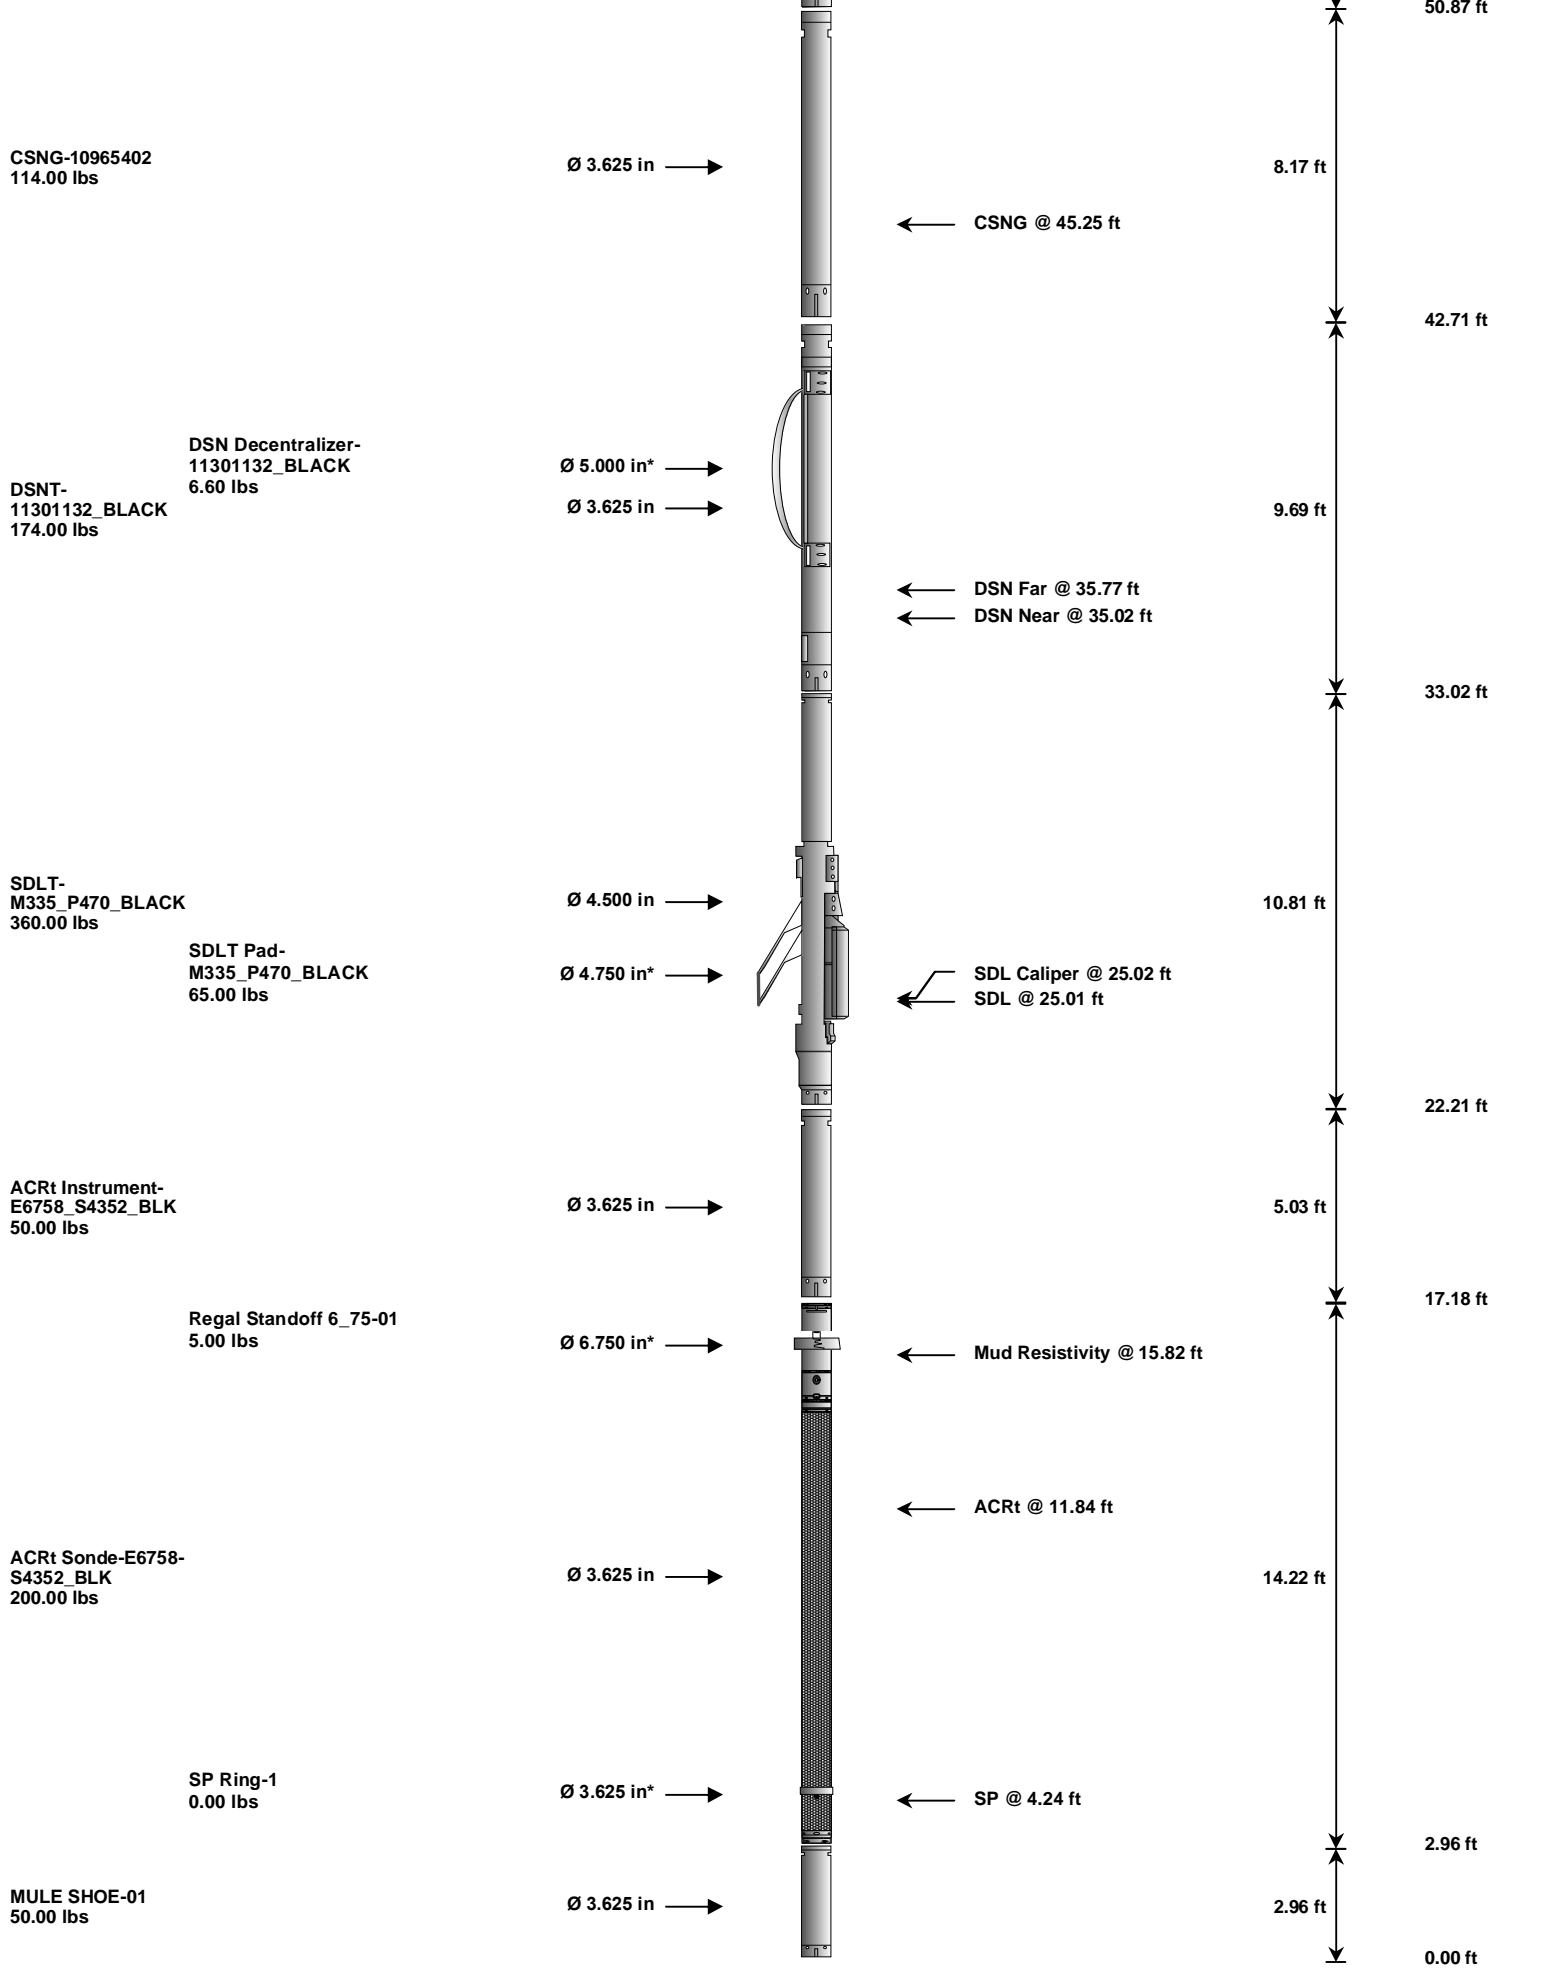 50.87 ft
CSNG-10965402
114.00 lbs
Ø 3.625 in
8.17 ft
CSNG @ 45.25 ft
42.71 ft
DSN Decentralizer-
11301132_BLACK
6.60 lbs
Ø 5.000 in*
DSNT-
11301132_BLACK
174.00 lbs
Ø 3.625 in
9.69 ft
DSN Far @ 35.77 ft
DSN Near @ 35.02 ft
33.02 ft
SDLT-
M335_P470_BLACK
360.00 lbs
Ø 4.500 in
10.81 ft
SDLT Pad-
M335_P470_BLACK
65.00 lbs
Ø 4.750 in*
SDL Caliper @ 25.02 ft
SDL @ 25.01 ft
22.21 ft
ACRt Instrument-
E6758_S4352_BLK
50.00 lbs
Ø 3.625 in
5.03 ft
17.18 ft
Regal Standoff 6_75-01
5.00 lbs
Ø 6.750 in*
Mud Resistivity @ 15.82 ft
ACRt @ 11.84 ft
ACRt Sonde-E6758-
S4352_BLK
200.00 lbs
Ø 3.625 in
14.22 ft
SP Ring-1
0.00 lbs
Ø 3.625 in*
SP @ 4.24 ft
2.96 ft
MULE SHOE-01
50.00 lbs
Ø 3.625 in
2.96 ft
0.00 ft